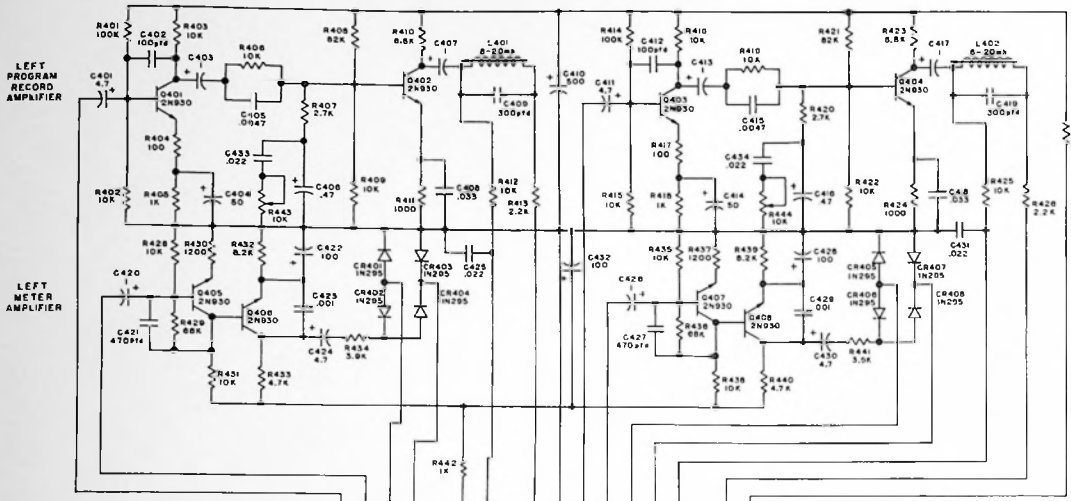 LEFT
PROGRAM
RECORD
AMPLIFIER
R401
100K
C402
100pfd
R403
10K
C403
1
R406
10K
C405
.0047
C401
4.7
Q401
2N930
R404
100
R402
10K
R405
1K
C404
50
R407
2.7K
C433
.022
R443
10K
C406
.47
R408
82K
R409
10K
R410
6.8K
C407
1
L401
8-20mh
Q402
2N930
C409
300pfd
R411
1000
C408
.033
R412
10K
R413
2.2K
C410
500
R414
100K
C412
100pfd
R416
10K
C413
1
R410
10K
C415
.0047
C411
4.7
Q403
2N930
R417
100
R415
10K
R418
1K
C414
50
R420
2.7K
C434
.022
R444
10K
C416
.47
R421
82K
R422
10K
R423
6.8K
C417
1
L402
8-20mh
Q404
2N930
C419
300pfd
R424
1000
C418
.033
R425
10K
R426
2.2K
C431
.022
LEFT
METER
AMPLIFIER
C420
1
C421
470pfd
R428
10K
R430
1200
R432
8.2K
C422
100
CR401
1N295
CR403
1N295
C425
.022
Q405
2N930
Q406
2N930
C423
.001
CR402
1N295
CR404
1N295
R429
68K
C424
4.7
R434
3.9K
R431
10K
R433
4.7K
R442
1K
C432
100
C426
1
C427
470pfd
R435
10K
R437
1200
R439
8.2K
CR405
1N295
CR407
1N295
Q407
2N930
Q408
2N930
.001
CR406
1N295
1N295
68K
C430
4.7
R441
R438
10K
R440
4.7K